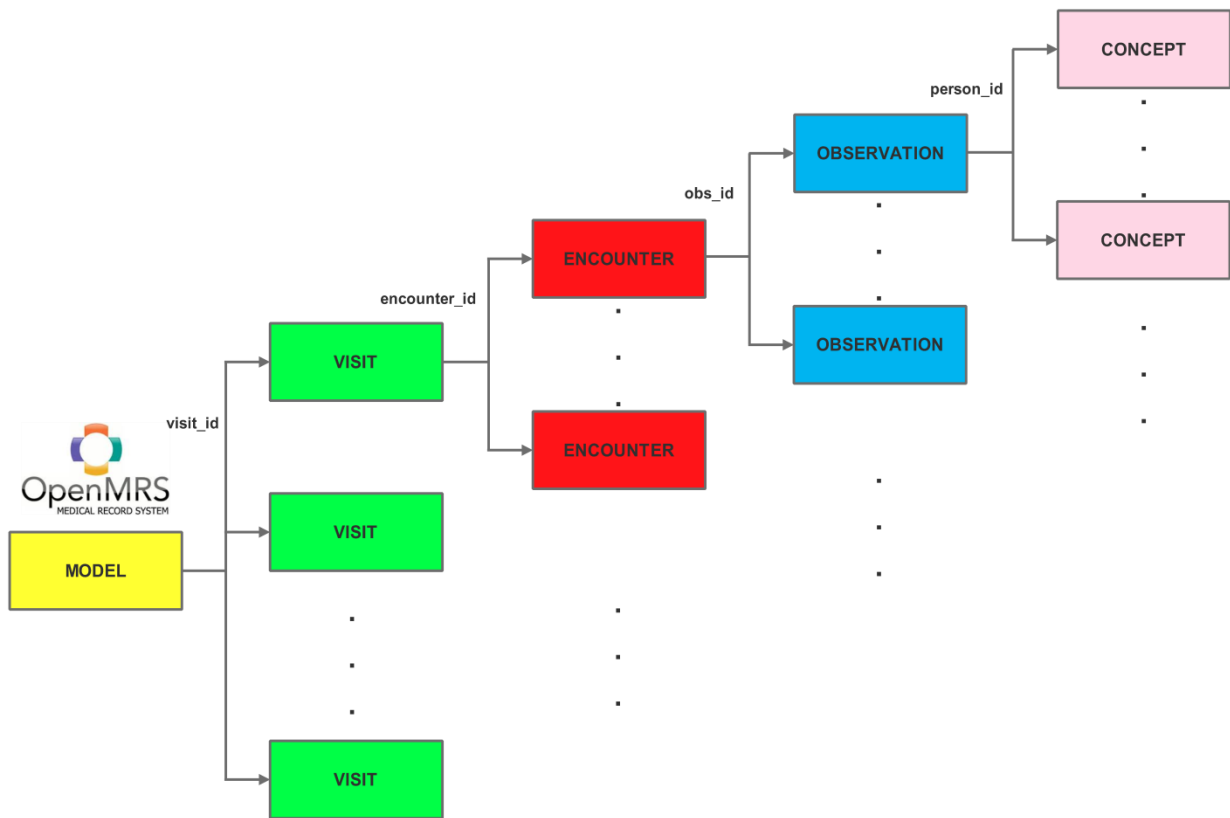 CONCEPT
person_id
OBSERVATION
obs_id
CONCEPT
ENCOUNTER
encounter_id
OBSERVATION
VISIT
visit_id
ENCOUNTER
OpenMRS
MEDICAL RECORD SYSTEM
VISIT
MODEL
VISIT